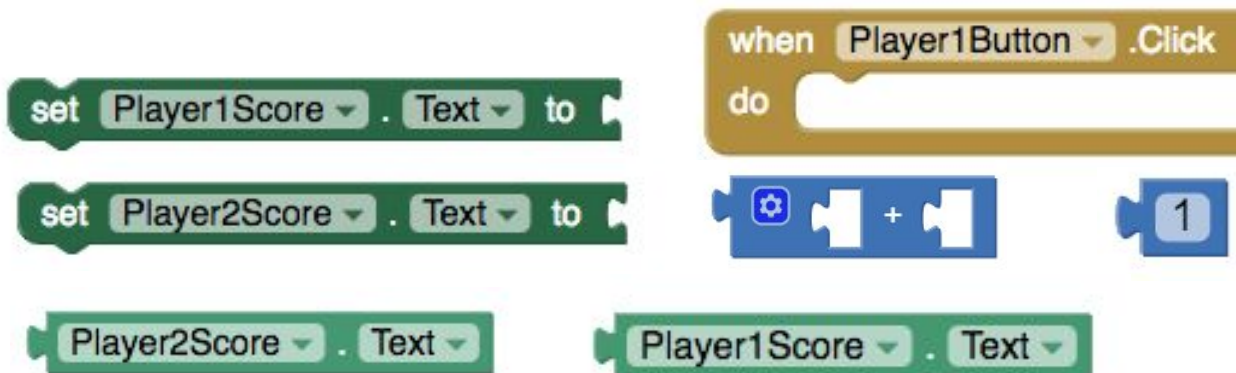 when Player1Button .Click
do
set Player1Score . Text to
set Player2Score . Text to
+
1
Player2Score . Text
Player1Score . Text